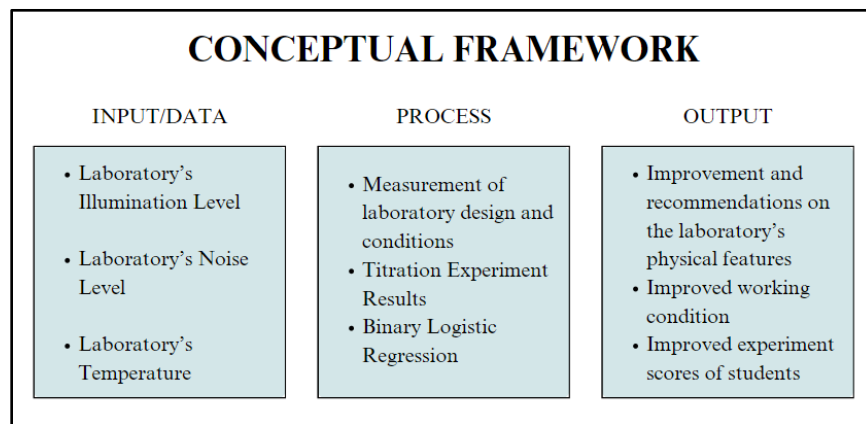 CONCEPTUAL FRAMEWORK
INPUT/DATA
• Laboratory's
Illumination Level
• Laboratory's Noise
Level
• Laboratory's
Temperature
PROCESS
• Measurement of
laboratory design and
conditions
• Titration Experiment
Results
• Binary Logistic
Regression
OUTPUT
• Improvement and
recommendations on
the laboratory's
physical features
• Improved working
condition
• Improved experiment
scores of students